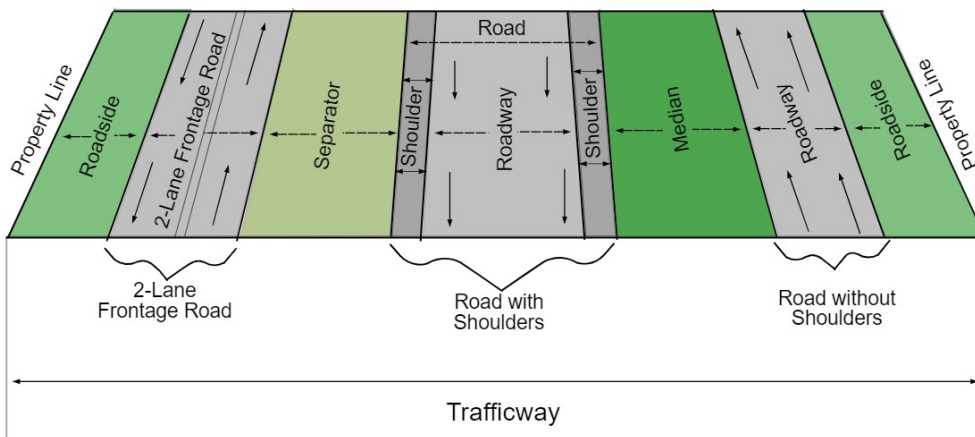 Road
Property Line
Roadside
2-Lane Frontage Road
Separator
Shoulder
Roadway
Shoulder
Median
Roadway
Roadside
Property Line
2-Lane
Frontage Road
Road with
Shoulders
Road without
Shoulders
Trafficway